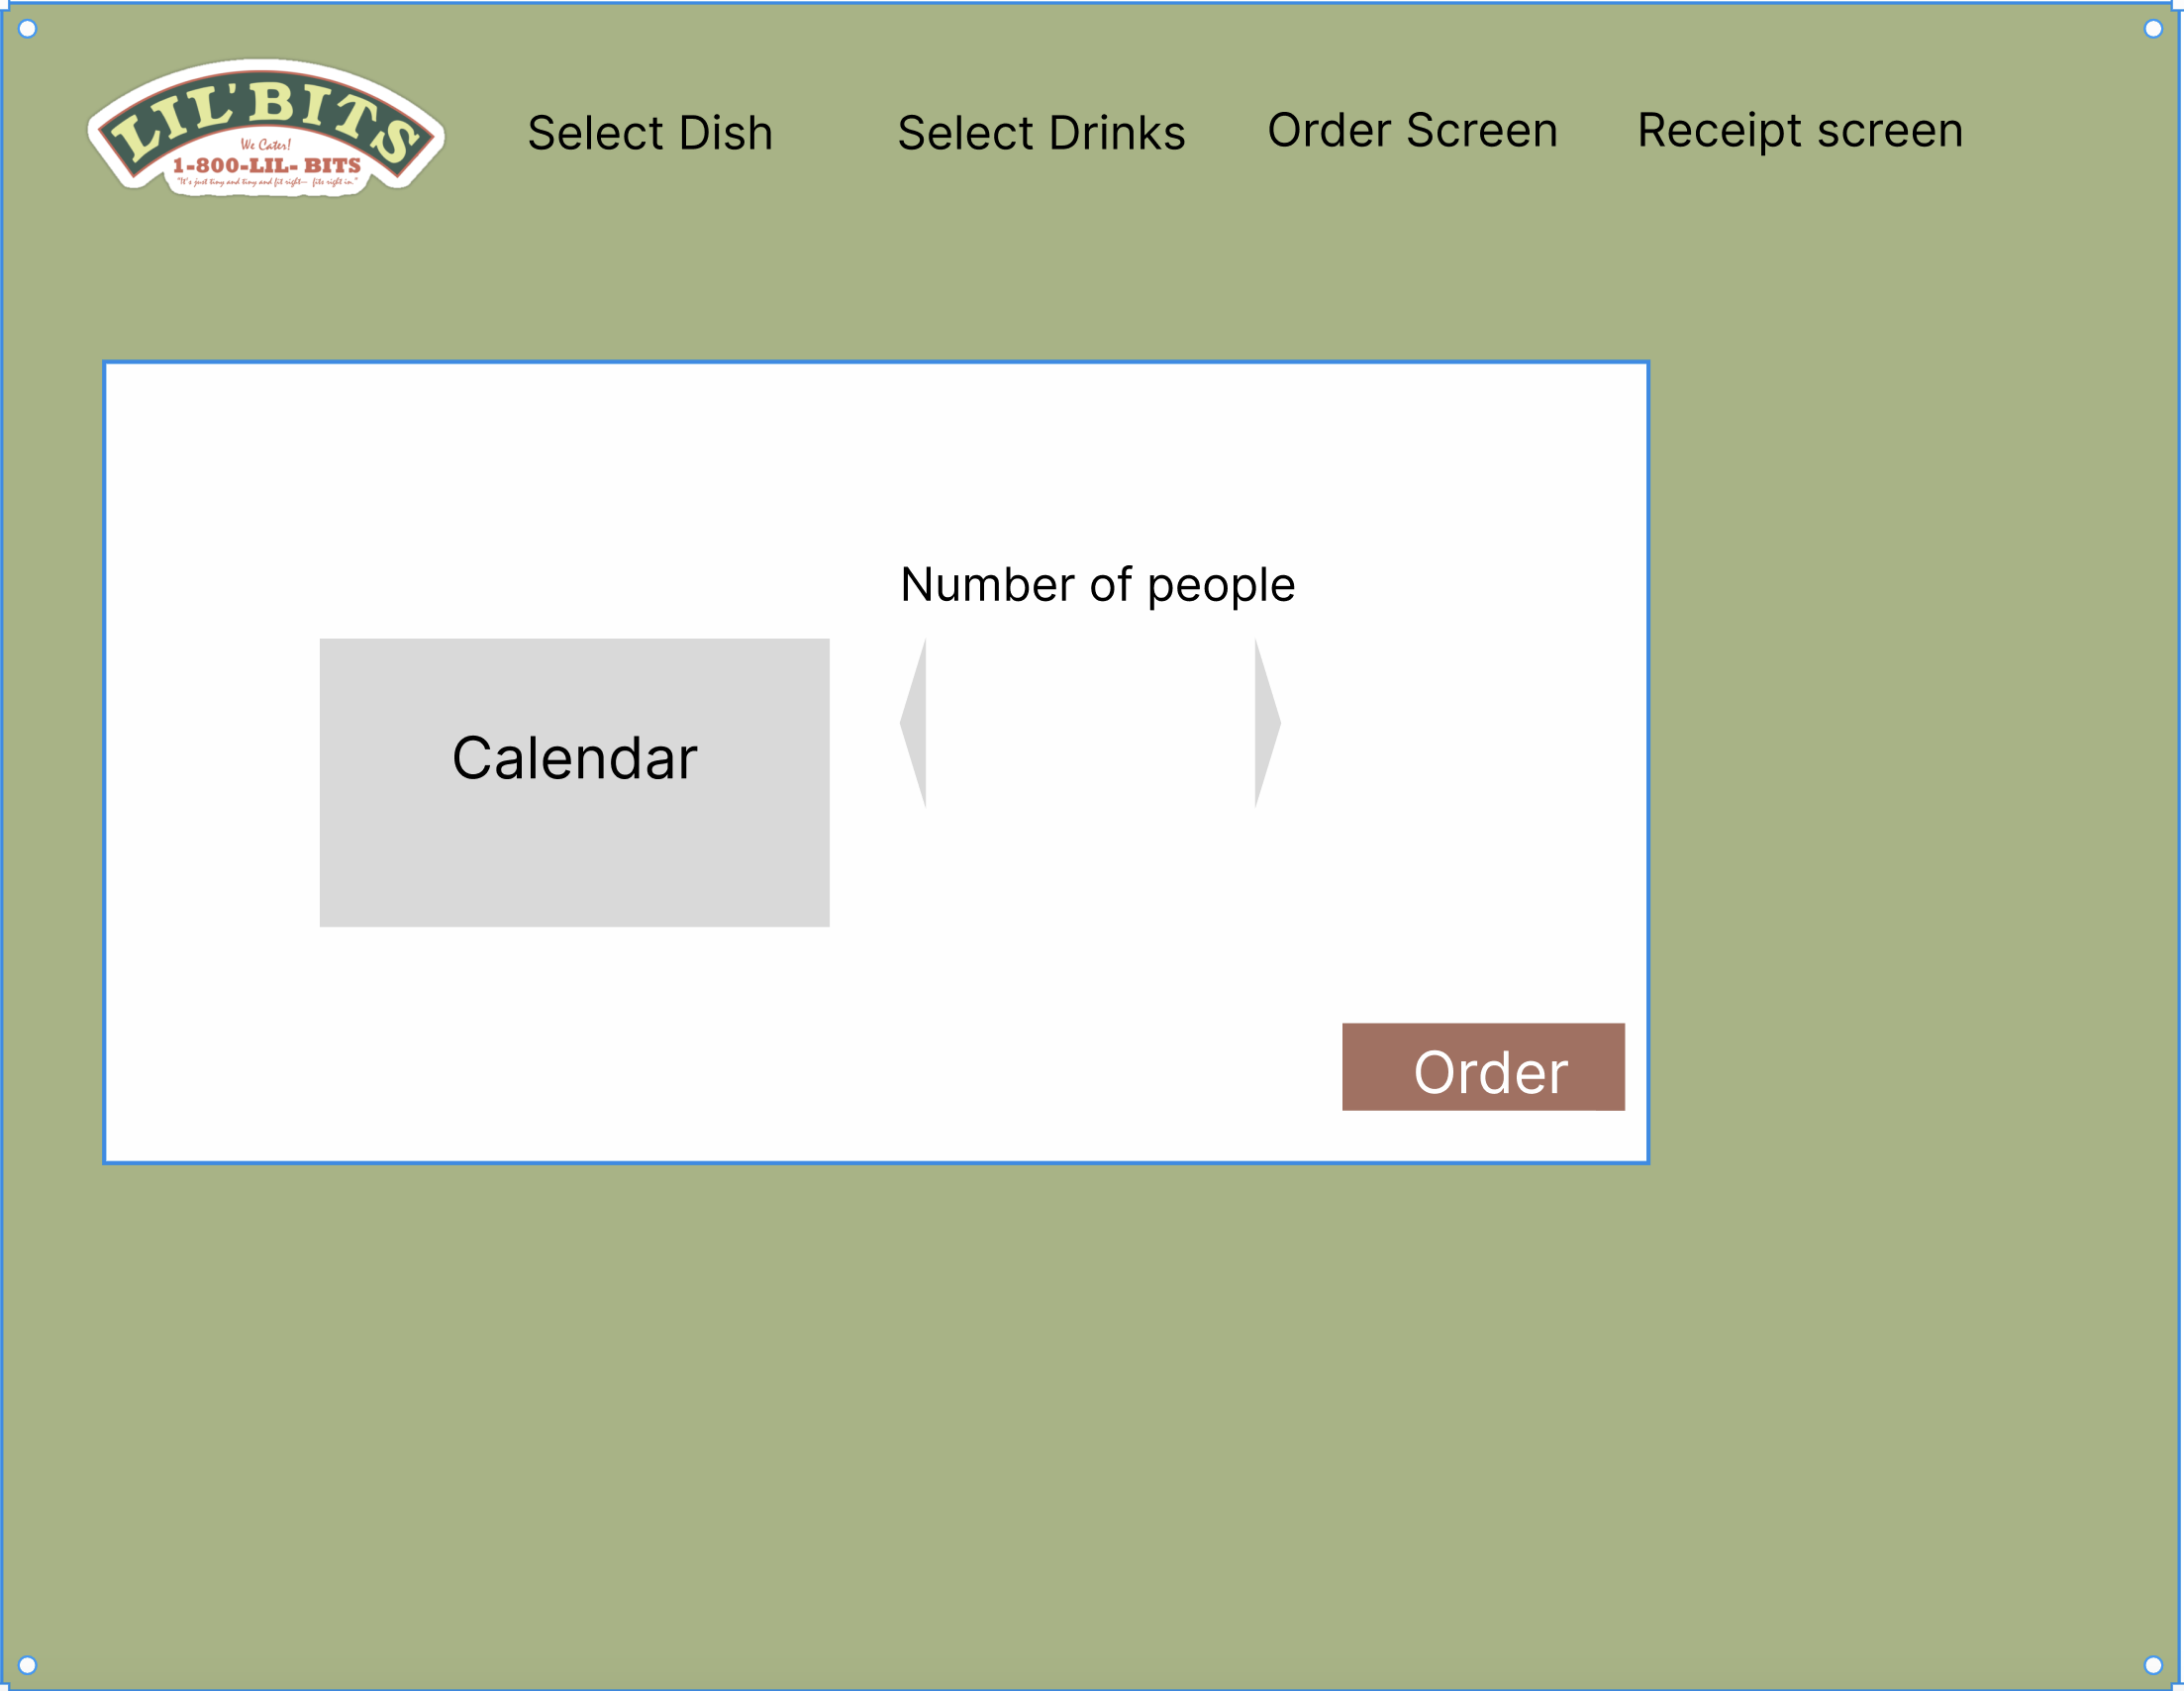 LIL'BITS
We Cater!
1-800-LIL- BITS
"It's just tiny and tiny and fit right— fits right in."
Select Dish
Select Drinks
Order Screen
Receipt screen
Number of people
Calendar
Order